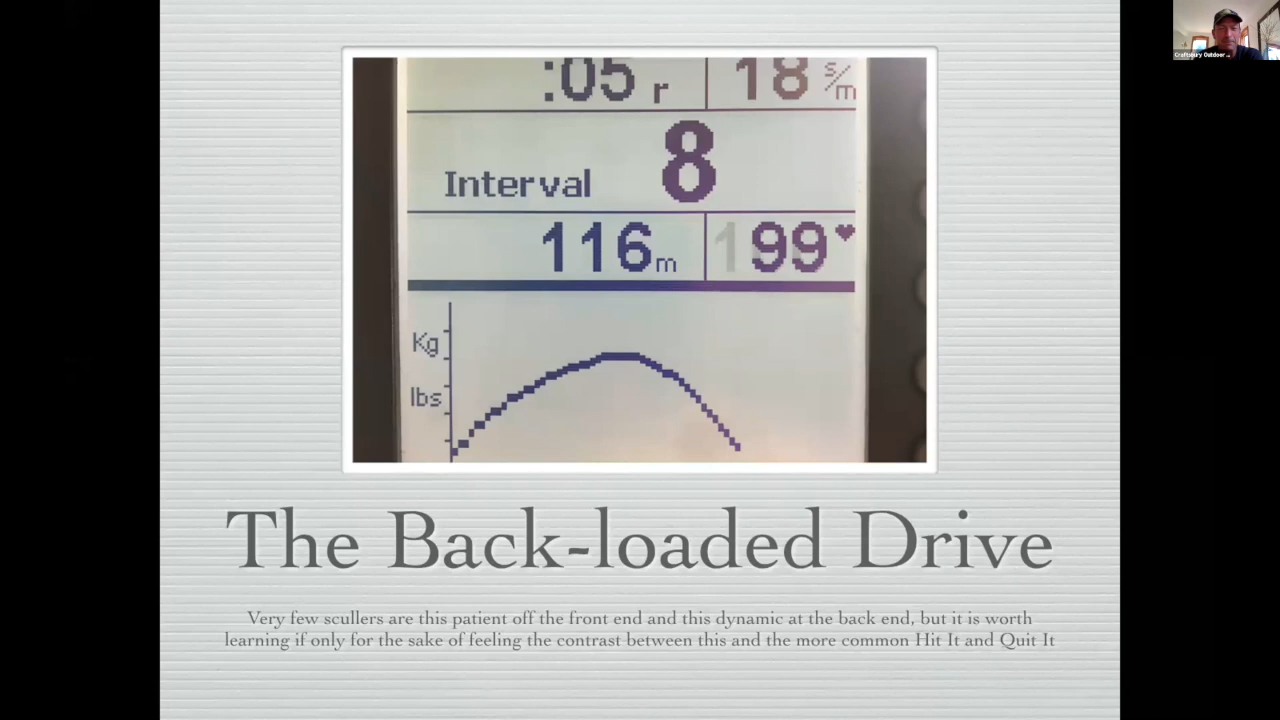 :05 r 18 s/m
Interval 8
116m 199♥
Kg
lbs
The Back-loaded Drive
Very few scullers are this patient off the front end and this dynamic at the back end, but it is worth
learning if only for the sake of feeling the contrast between this and the more common Hit It and Quit It
Craftsbury Outdoor ...